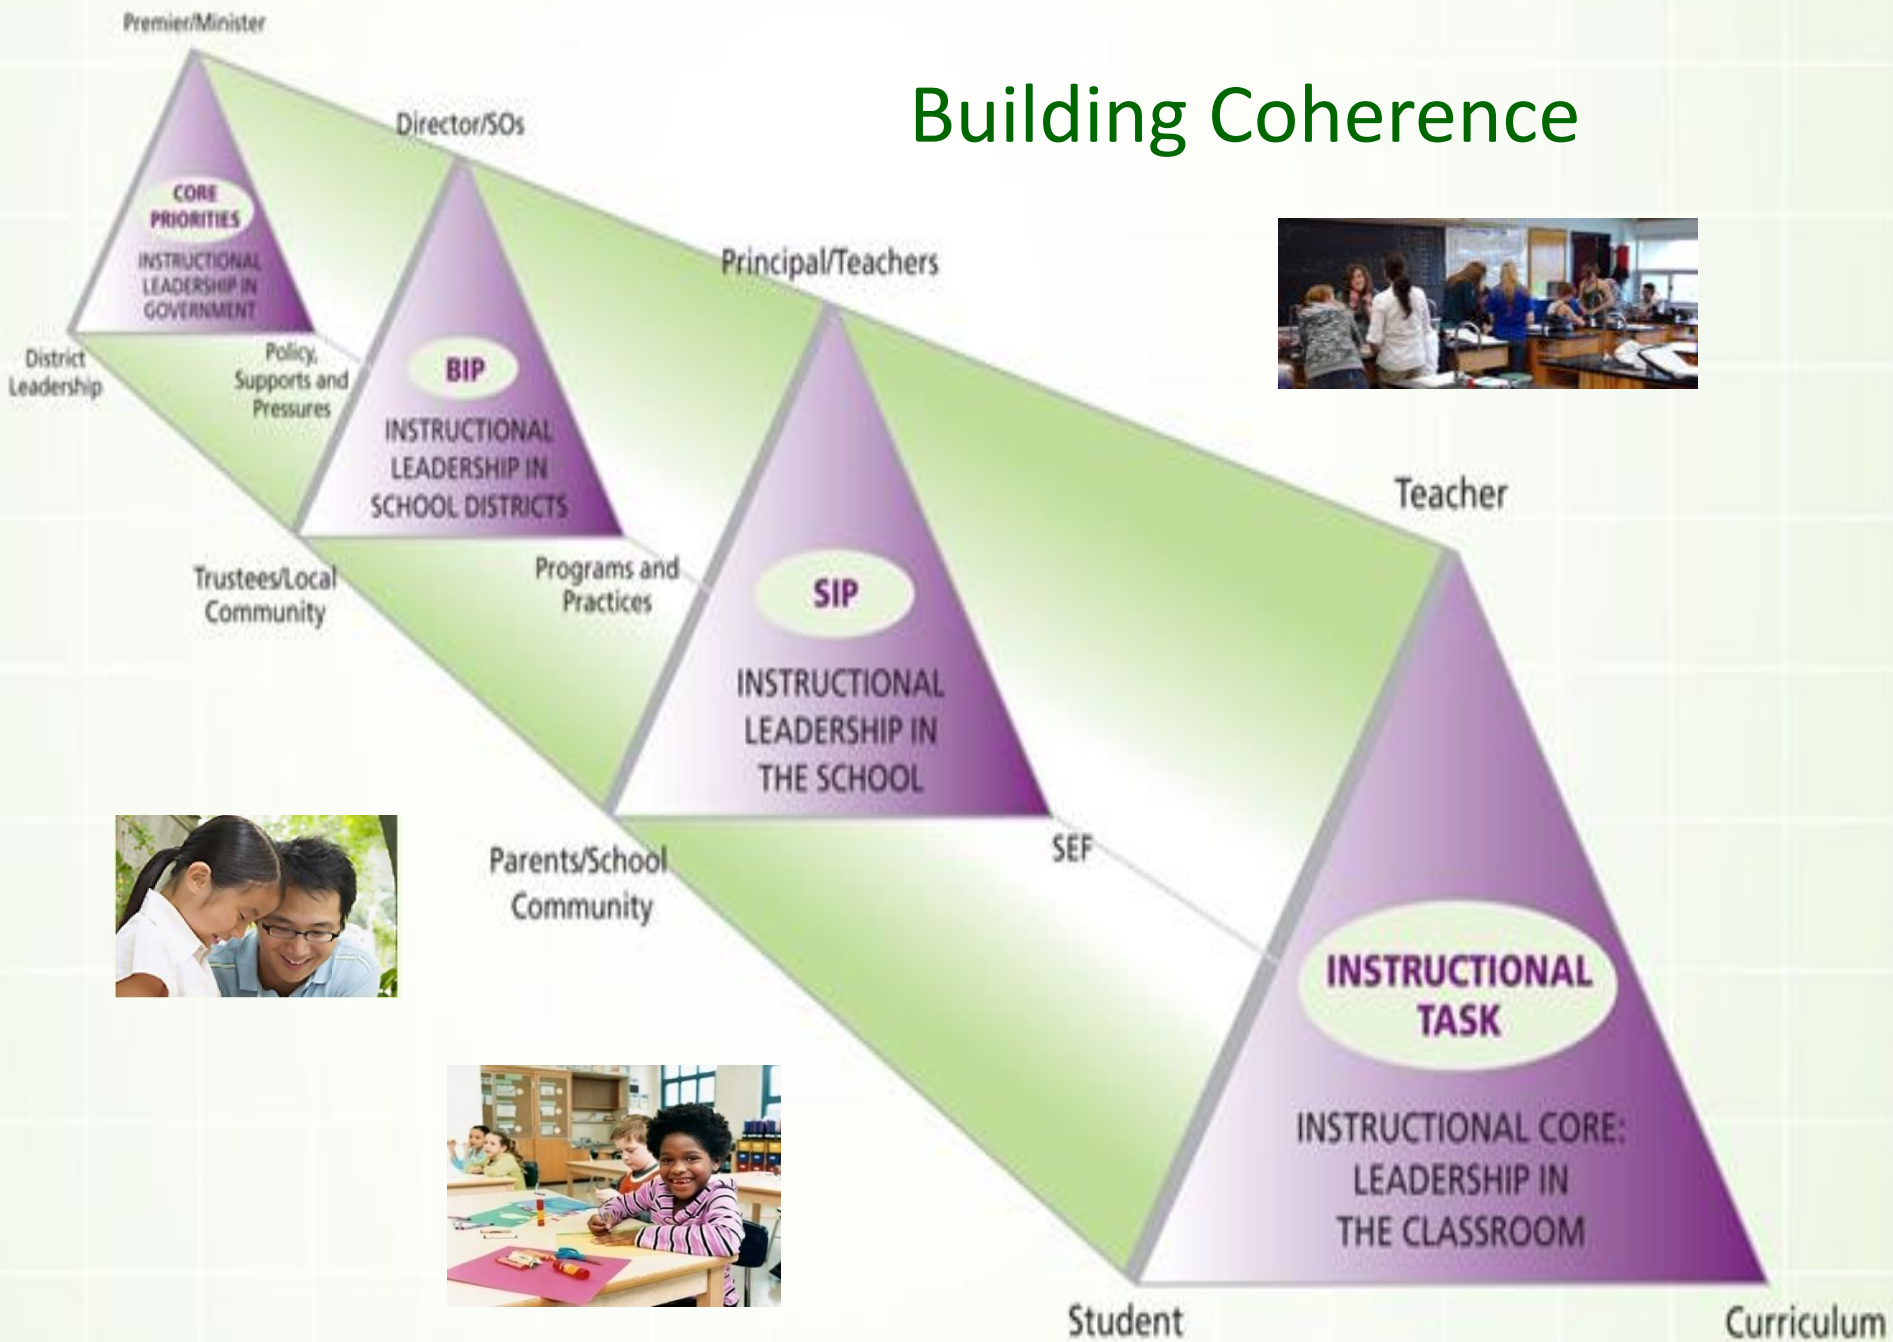 Premier/Minister
Building Coherence
Director/SOs
CORE
PRIORITIES
INSTRUCTIONAL
LEADERSHIP IN
GOVERNMENT
Principal/Teachers
District
Leadership
Policy,
Supports and
Pressures
BIP
INSTRUCTIONAL
LEADERSHIP IN
SCHOOL DISTRICTS
Teacher
Trustees/Local
Community
Programs and
Practices
SIP
INSTRUCTIONAL
LEADERSHIP IN
THE SCHOOL
Parents/School
Community
SEF
INSTRUCTIONAL
TASK
INSTRUCTIONAL CORE:
LEADERSHIP IN
THE CLASSROOM
Student
Curriculum